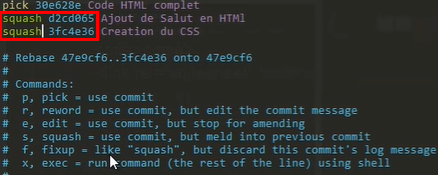 pick 30e628e Code HTML complet
squash d2cd065 Ajout de Salut en HTMl
squash 3fc4e36 Creation du CSS
# Rebase 47e9cf6..3fc4e36 onto 47e9cf6
#
# Commands:
# p, pick = use commit
# r, reword = use commit, but edit the commit message
# e, edit = use commit, but stop for amending
# s, squash = use commit, but meld into previous commit
# f, fixup = like "squash", but discard this commit's log message
# x, exec = run command (the rest of the line) using shell
#